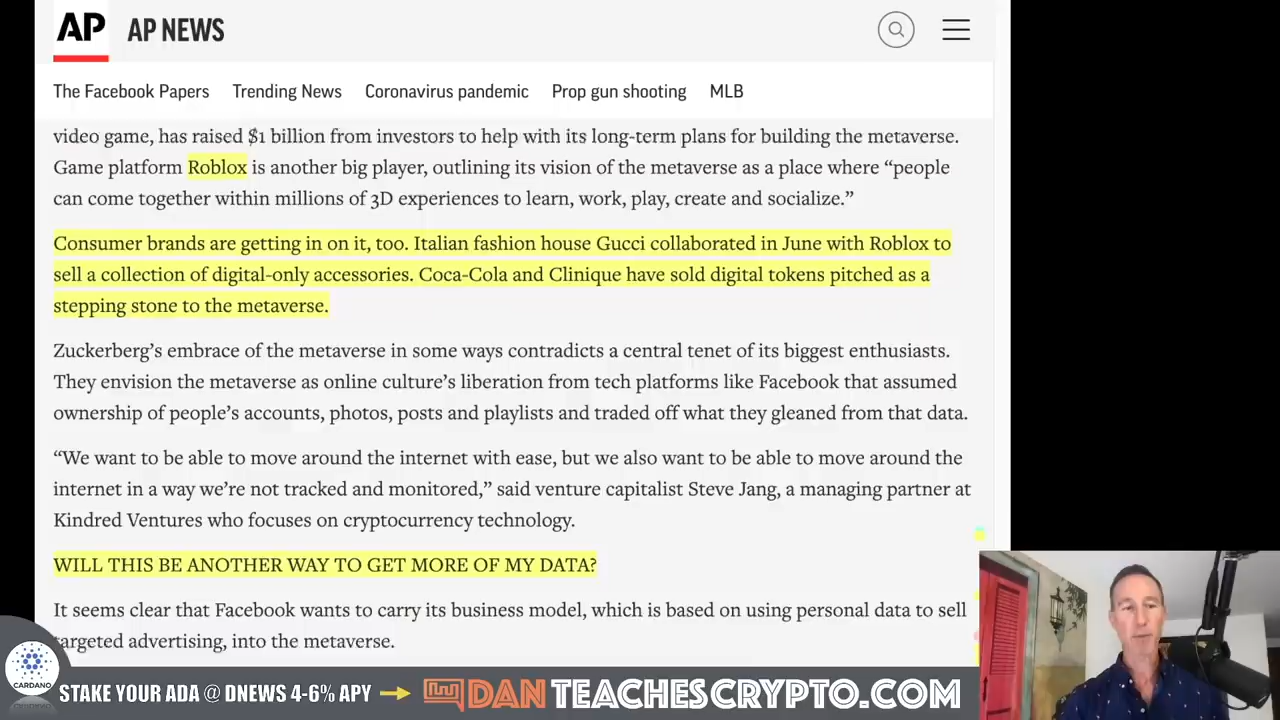 AP AP NEWS
The Facebook Papers Trending News Coronavirus pandemic Prop gun shooting MLB
video game, has raised $1 billion from investors to help with its long-term plans for building the metaverse.
Game platform Roblox is another big player, outlining its vision of the metaverse as a place where “people
can come together within millions of 3D experiences to learn, work, play, create and socialize.”
Consumer brands are getting in on it, too. Italian fashion house Gucci collaborated in June with Roblox to
sell a collection of digital-only accessories. Coca-Cola and Clinique have sold digital tokens pitched as a
stepping stone to the metaverse.
Zuckerberg’s embrace of the metaverse in some ways contradicts a central tenet of its biggest enthusiasts.
They envision the metaverse as online culture’s liberation from tech platforms like Facebook that assumed
ownership of people’s accounts, photos, posts and playlists and traded off what they gleaned from that data.
“We want to be able to move around the internet with ease, but we also want to be able to move around the
internet in a way we’re not tracked and monitored,” said venture capitalist Steve Jang, a managing partner at
Kindred Ventures who focuses on cryptocurrency technology.
WILL THIS BE ANOTHER WAY TO GET MORE OF MY DATA?
It seems clear that Facebook wants to carry its business model, which is based on using personal data to sell
targeted advertising, into the metaverse.
CARDANO
STAKE YOUR ADA @ DNEWS 4-6% APY DANTEACHESCRYPTO.COM